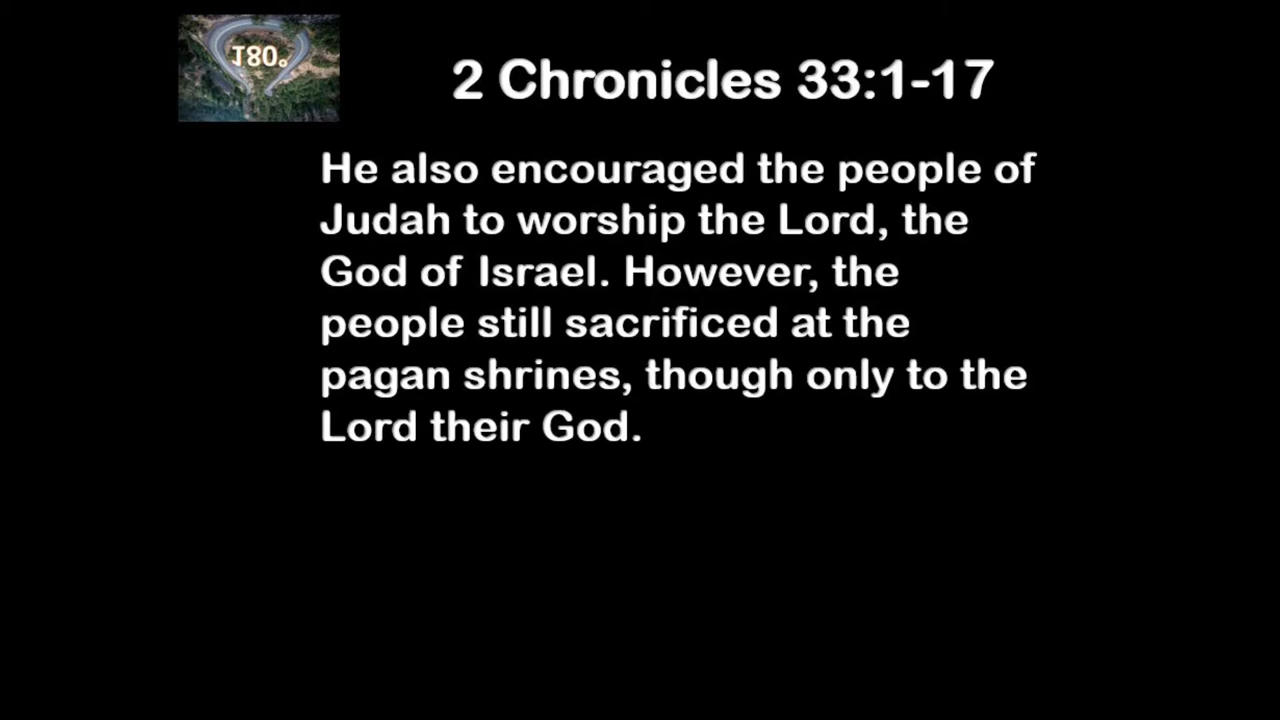 180°
2 Chronicles 33:1-17
He also encouraged the people of
Judah to worship the Lord, the
God of Israel. However, the
people still sacrificed at the
pagan shrines, though only to the
Lord their God.